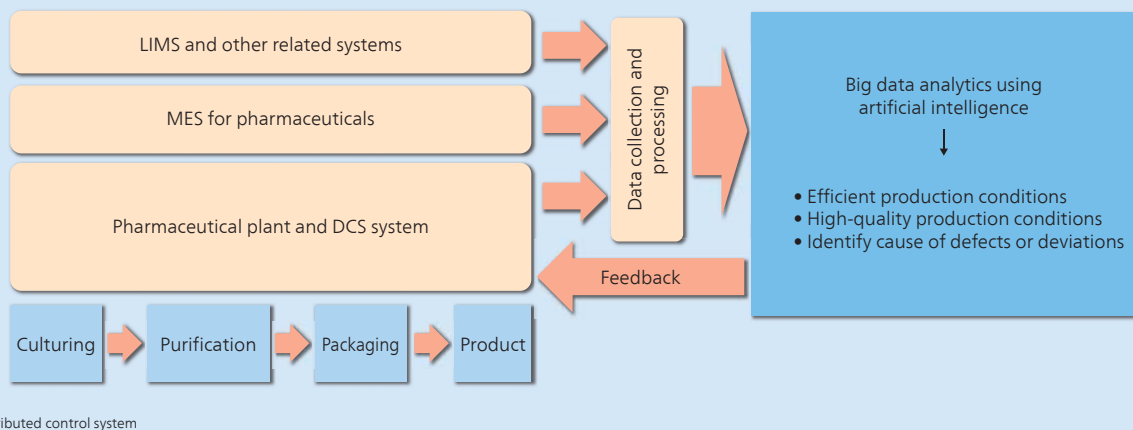 LIMS and other related systems
MES for pharmaceuticals
Pharmaceutical plant and DCS system
Data collection and
processing
Big data analytics using
artificial intelligence
• Efficient production conditions
• High-quality production conditions
• Identify cause of defects or deviations
Feedback
Culturing
Purification
Packaging
Product
ributed control system